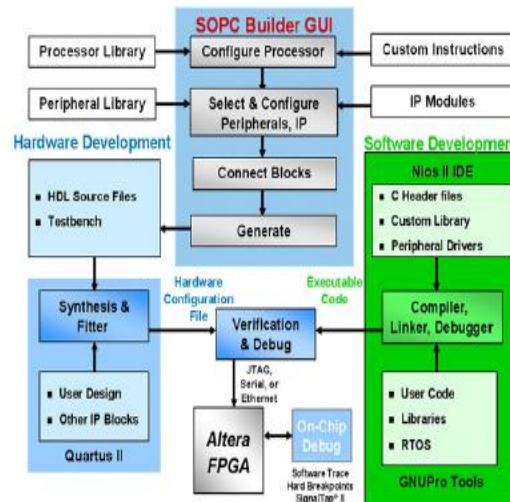 SOPC Builder GUI
Processor Library
Configure Processor
Custom Instructions
Peripheral Library
Select & Configure
Peripherals, IP
IP Modules
Hardware Development
Software Development
Connect Blocks
Nios II IDE
HDL Source Files
Testbench
Generate
C Header files
Custom Library
Peripheral Drivers
Hardware
Configuration
File
Executable
Code
Synthesis &
Fitter
Verification
& Debug
Compiler,
Linker, Debugger
User Design
Other IP Blocks
Quartus II
JTAG,
Serial, or
Ethernet
Altera
FPGA
On-Chip
Debug
Software Trace
Hard Breakpoints
SignalTap® II
User Code
Libraries
RTOS
GNUPro Tools